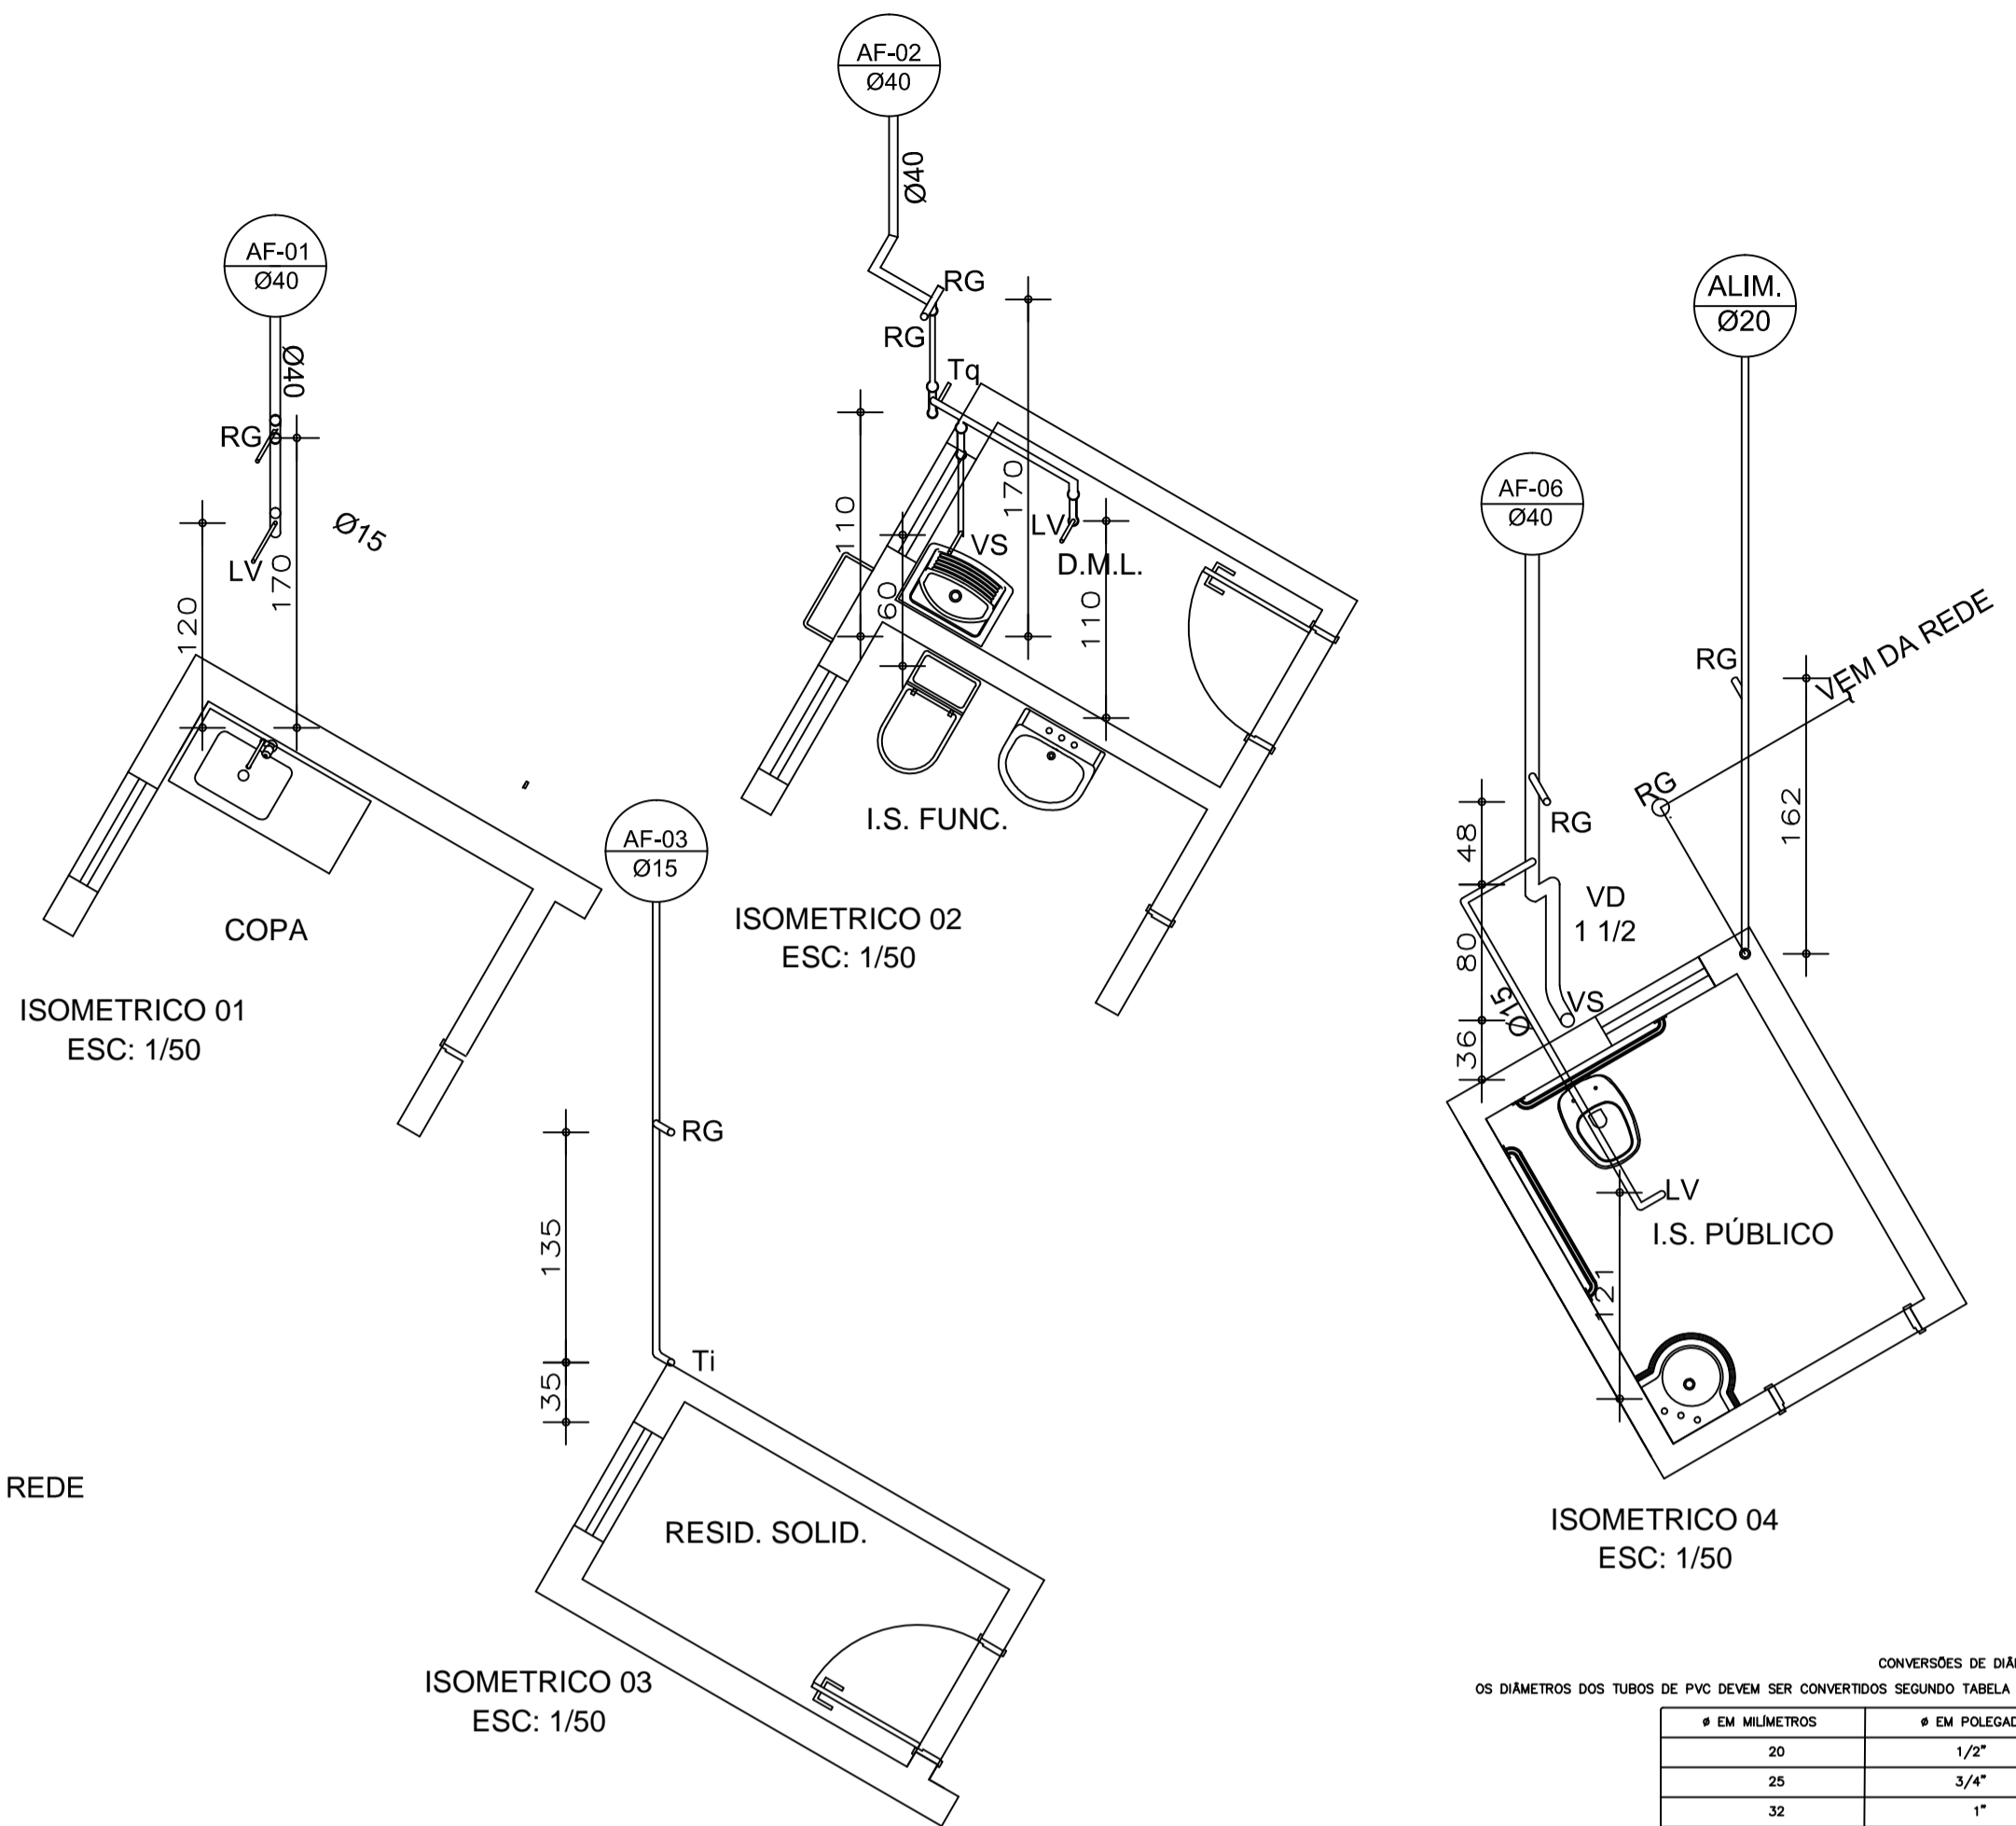 AF-01
Ø40
Ø40
RG
LV
Ø15
120
170
COPA
ISOMETRICO 01
ESC: 1/50
AF-02
Ø40
Ø40
RG
RG
Tq
110
170
60
VS
LV
D.M.L.
110
I.S. FUNC.
ISOMETRICO 02
ESC: 1/50
AF-03
Ø15
RG
135
35
Ti
RESID. SOLID.
ISOMETRICO 03
ESC: 1/50
REDE
ALIM.
Ø20
AF-06
Ø40
RG
VEM DA REDE
RG
162
RG
48
VD
1 1/2
80
Ø15
VS
36
LV
I.S. PÚBLICO
121
ISOMETRICO 04
ESC: 1/50
CONVERSÕES DE DIÂ
OS DIÂMETROS DOS TUBOS DE PVC DEVEM SER CONVERTIDOS SEGUNDO TABELA
ø EM MILÍMETROS ø EM POLEGAD
20 1/2"
25 3/4"
32 1"